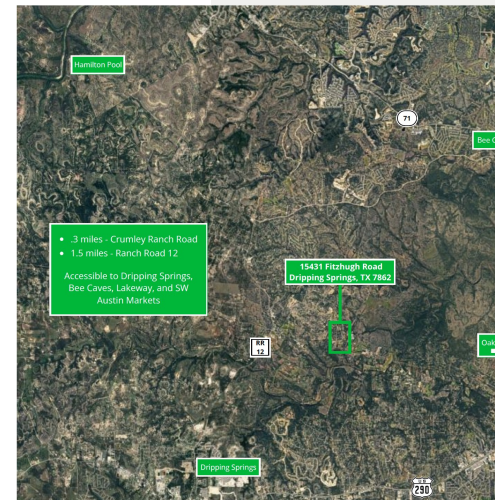 Hamilton Pool
71
Bee C
.3 miles - Crumley Ranch Road
1.5 miles - Ranch Road 12
Accessible to Dripping Springs,
Bee Caves, Lakeway, and SW
Austin Markets
15431 Fitzhugh Road
Dripping Springs, TX 7862
RR
12
Oak
Dripping Springs
290